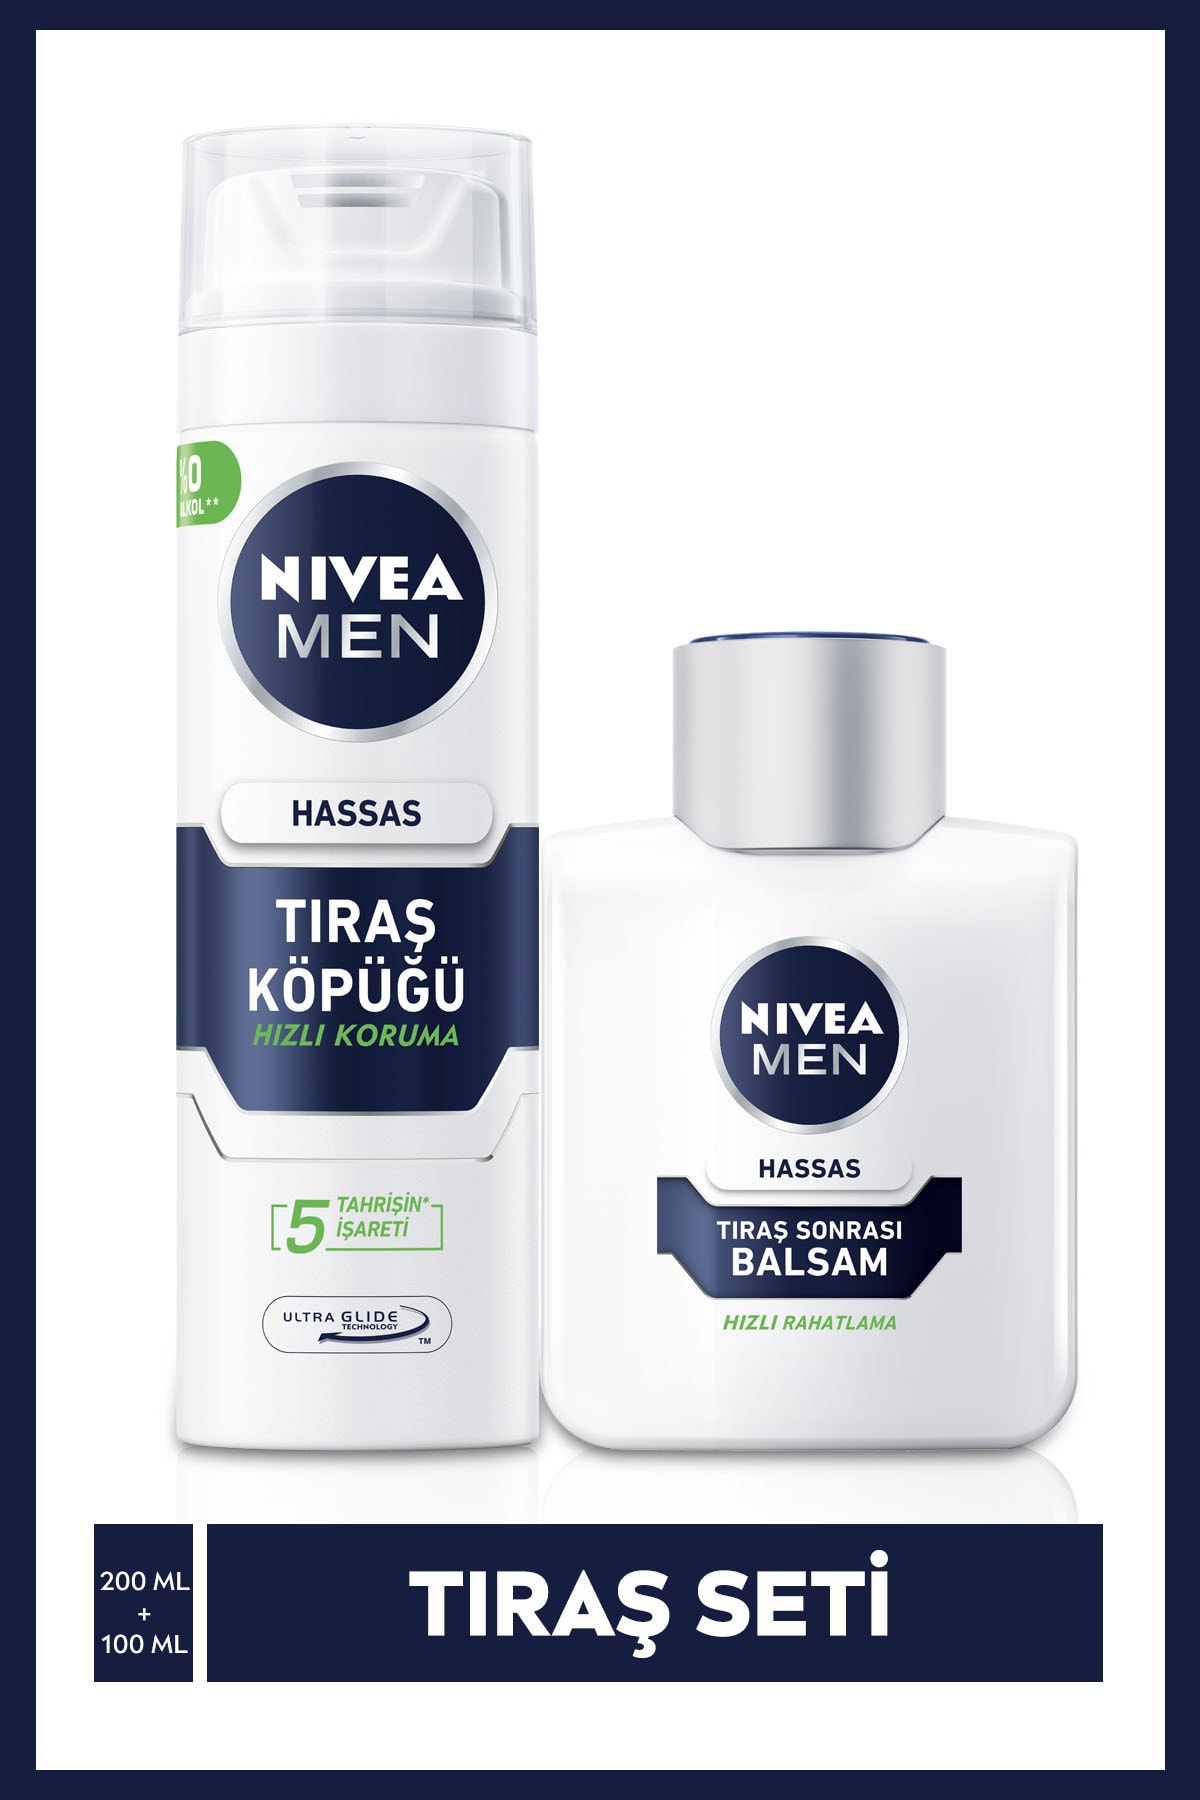 %0
ALKOL**
NIVEA
MEN
HASSAS
TIRAŞ
KÖPÜĞÜ
HIZLI KORUMA
5 TAHRİŞİN*
İŞARETİ
ULTRA GLIDE
TECHNOLOGY
TM
NIVEA
MEN
HASSAS
TIRAŞ SONRASI
BALSAM
HIZLI RAHATLAMA
200 ML
+
100 ML
TIRAŞ SETİ